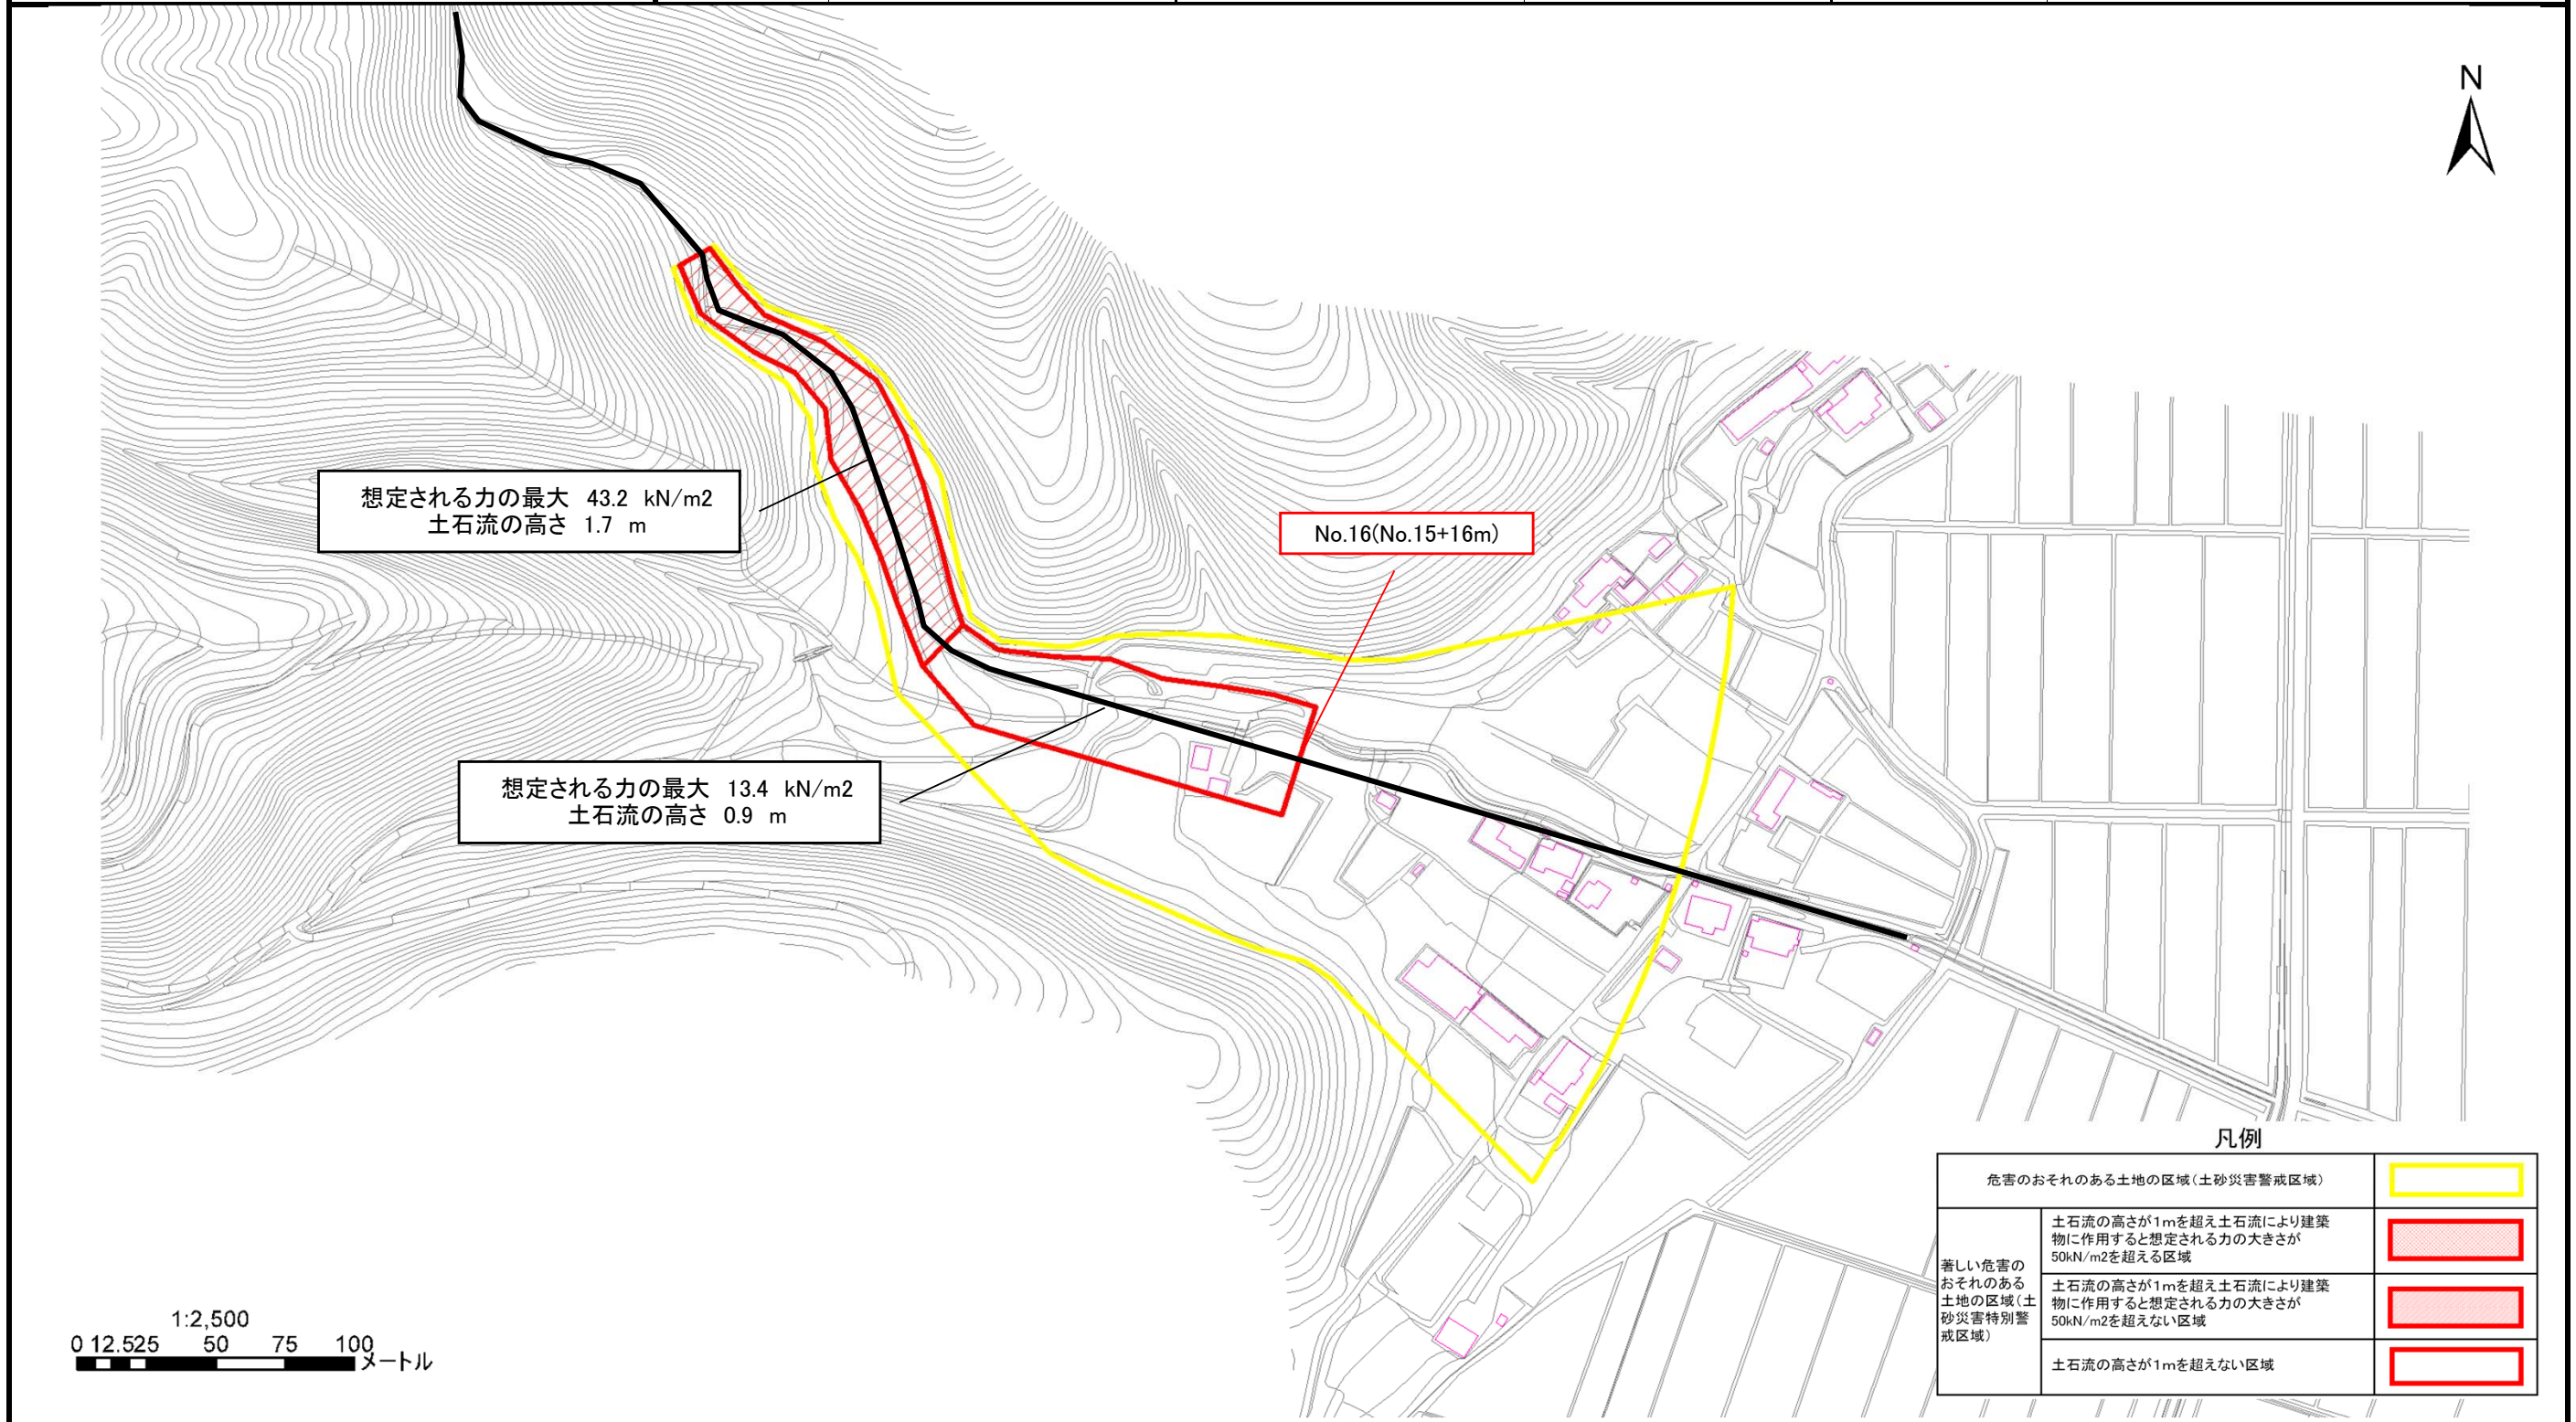 N
想定される力の最大 43.2 kN/m2
土石流の高さ 1.7 m
No.16(No.15+16m)
想定される力の最大 13.4 kN/m2
土石流の高さ 0.9 m
凡例
危害のおそれのある土地の区域(土砂災害警戒区域)
著しい危害の
おそれのある
土地の区域(土
砂災害特別警
戒区域)
土石流の高さが1mを超え土石流により建築
物に作用すると想定される力の大きさが
50kN/m2を超える区域
土石流の高さが1mを超え土石流により建築
物に作用すると想定される力の大きさが
50kN/m2を超えない区域
土石流の高さが1mを超えない区域
1:2,500
0 12.525 50 75 100
メートル